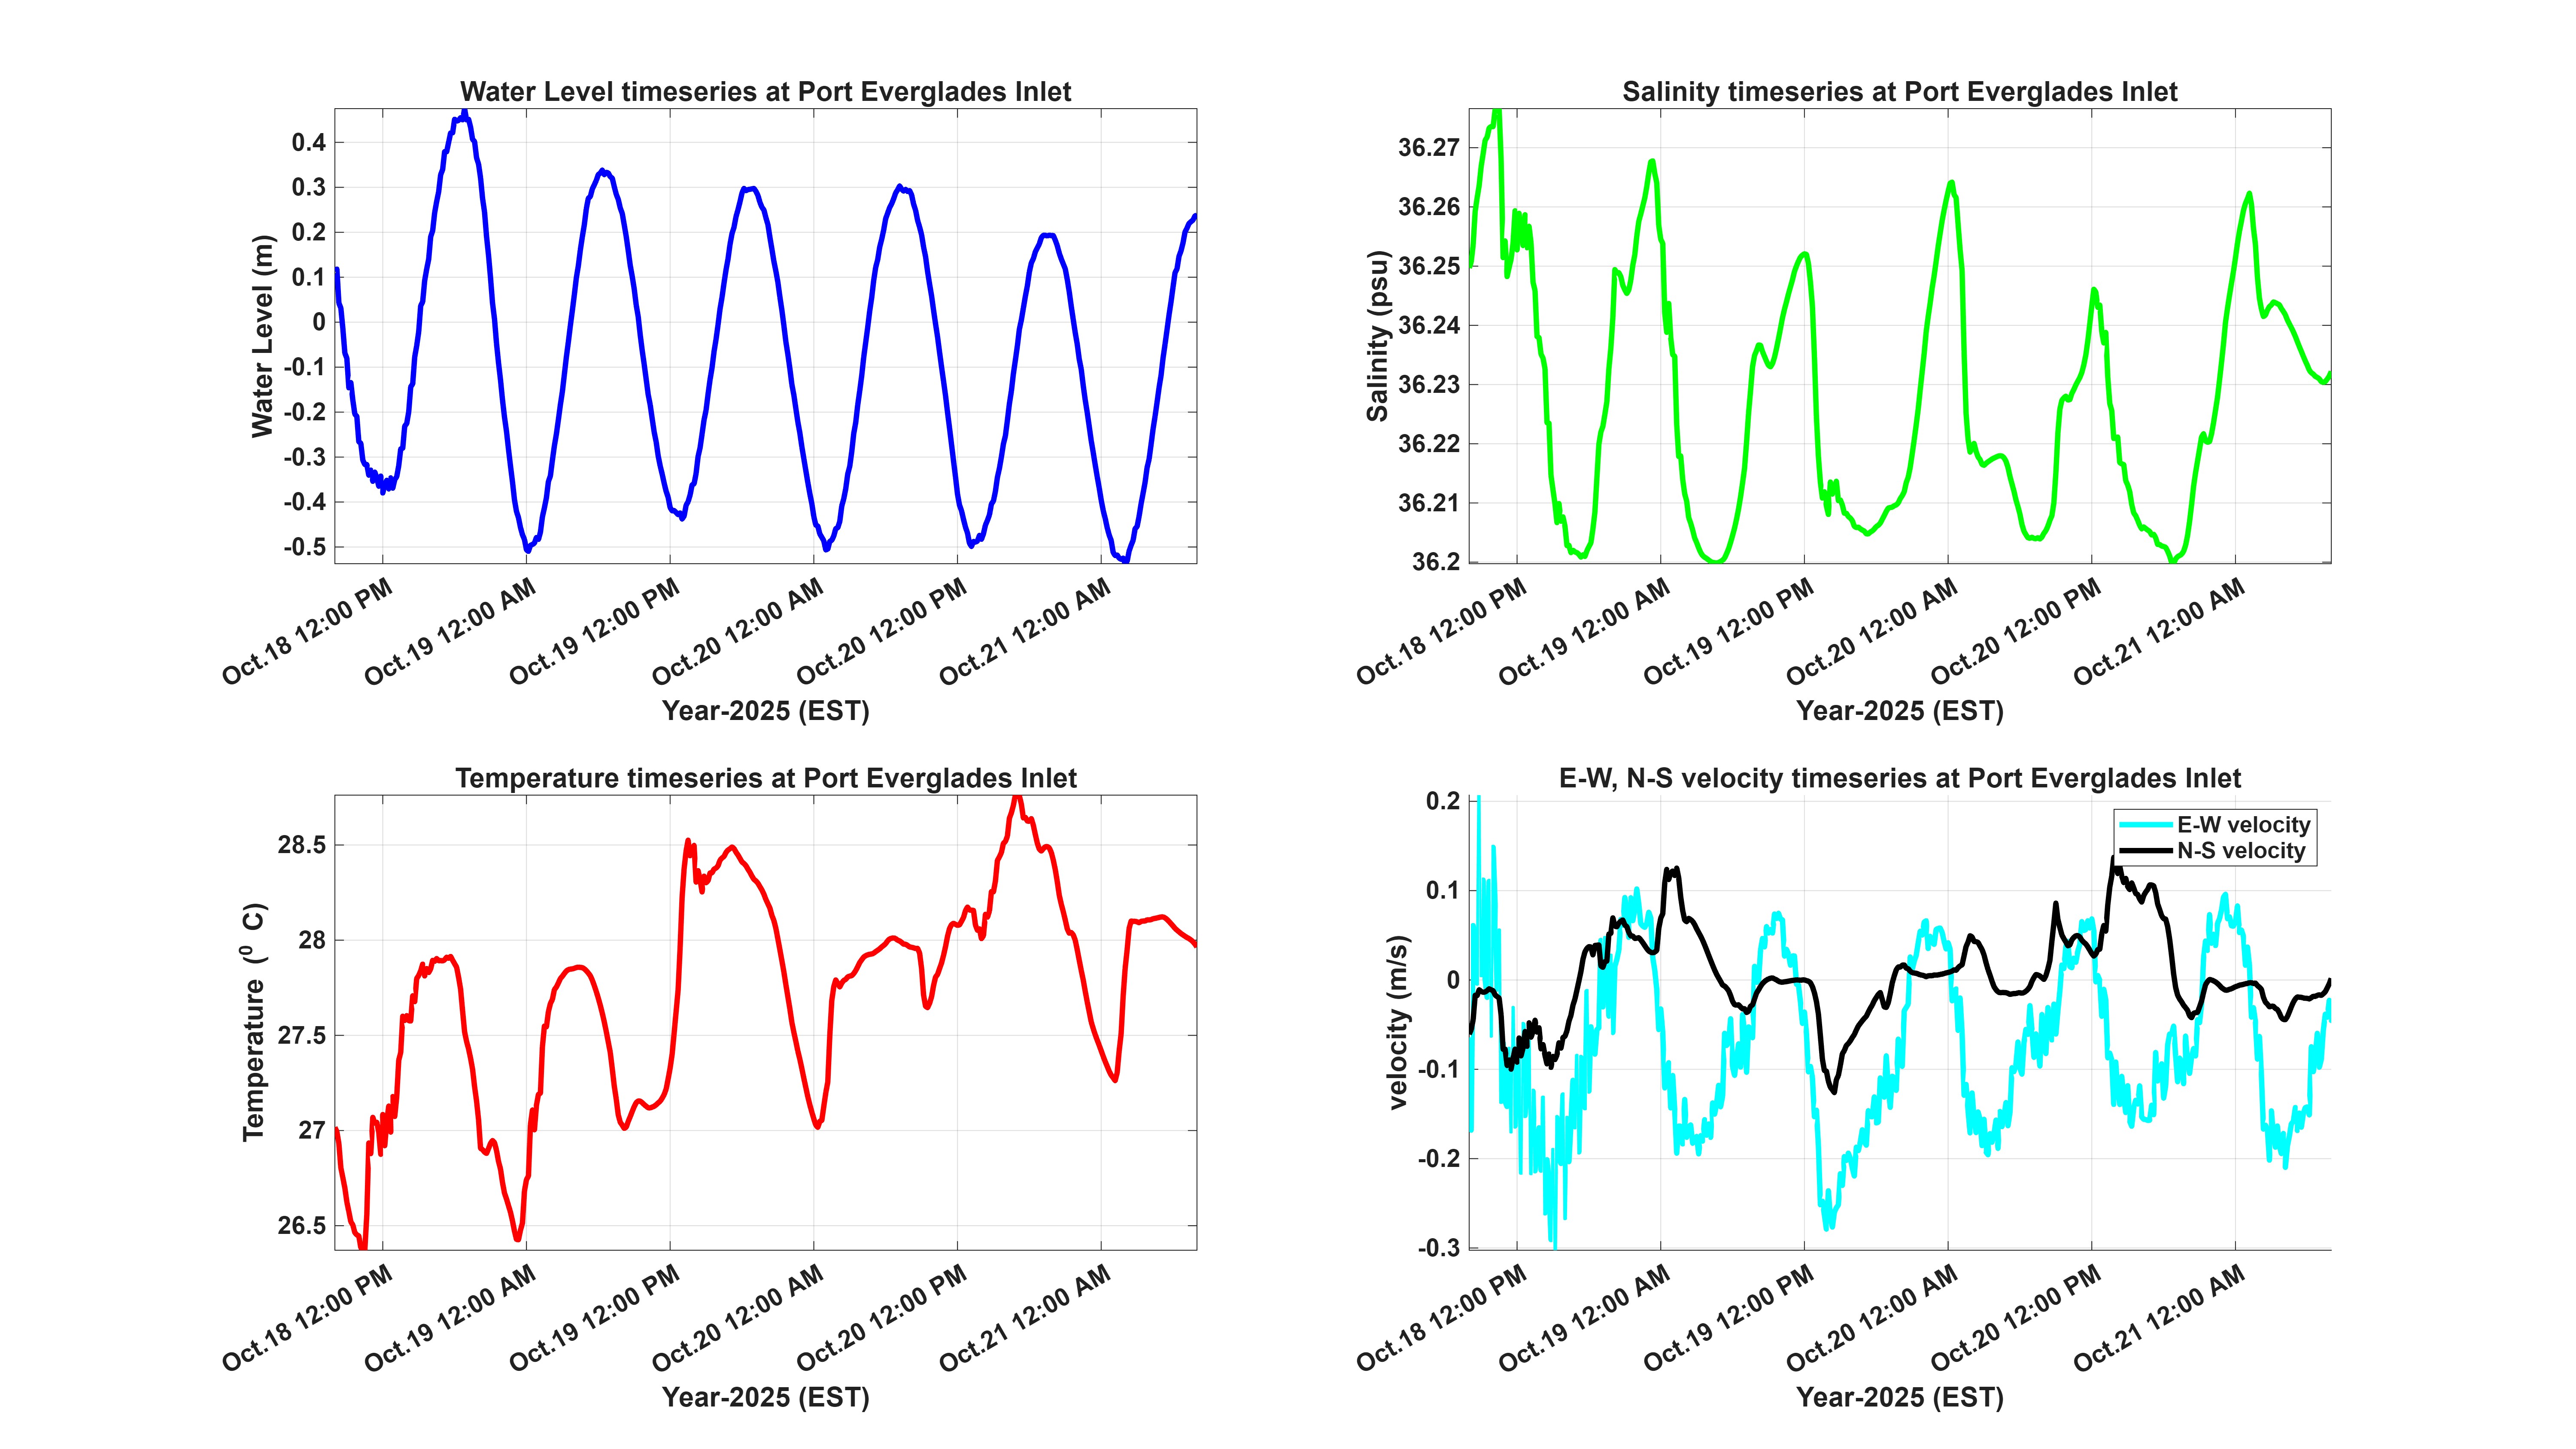 Water Level timeseries at Port Everglades Inlet
Water Level (m)
0.4
0.3
0.2
0.1
0
-0.1
-0.2
-0.3
-0.4
-0.5
Oct.18 12:00 PM
Oct.19 12:00 AM
Oct.19 12:00 PM
Oct.20 12:00 AM
Oct.20 12:00 PM
Oct.21 12:00 AM
Year-2025 (EST)
Salinity timeseries at Port Everglades Inlet
Salinity (psu)
36.27
36.26
36.25
36.24
36.23
36.22
36.21
36.2
Oct.18 12:00 PM
Oct.19 12:00 AM
Oct.19 12:00 PM
Oct.20 12:00 AM
Oct.20 12:00 PM
Oct.21 12:00 AM
Year-2025 (EST)
Temperature timeseries at Port Everglades Inlet
Temperature (⁰ C)
28.5
28
27.5
27
26.5
Oct.18 12:00 PM
Oct.19 12:00 AM
Oct.19 12:00 PM
Oct.20 12:00 AM
Oct.20 12:00 PM
Oct.21 12:00 AM
Year-2025 (EST)
E-W, N-S velocity timeseries at Port Everglades Inlet
velocity (m/s)
0.2
0.1
0
-0.1
-0.2
-0.3
E-W velocity
N-S velocity
Oct.18 12:00 PM
Oct.19 12:00 AM
Oct.19 12:00 PM
Oct.20 12:00 AM
Oct.20 12:00 PM
Oct.21 12:00 AM
Year-2025 (EST)